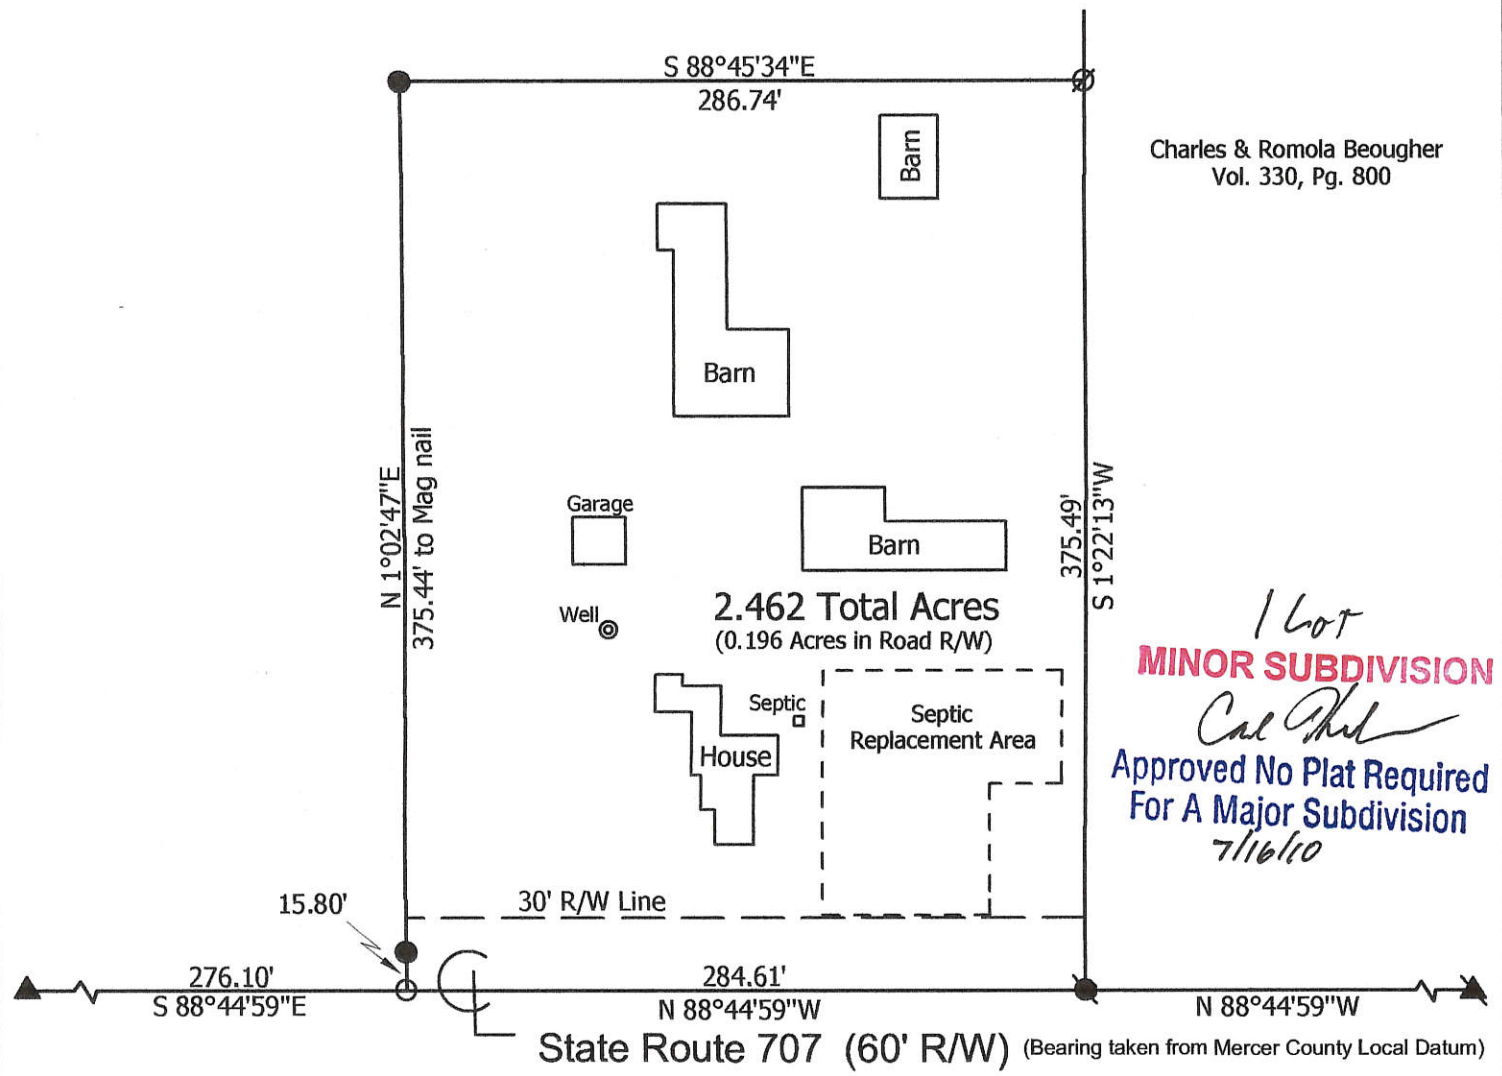 S 88°45'34"E
286.74'
Barn
Charles & Romola Beougher
Vol. 330, Pg. 800
Barn
N 1°02'47"E
375.44' to Mag nail
Garage
Barn
375.49'
S 1°22'13"W
Well
2.462 Total Acres
(0.196 Acres in Road R/W)
1 Lot
MINOR SUBDIVISION
Septic
Septic
Replacement Area
House
Approved No Plat Required
For A Major Subdivision
7/16/10
15.80'
30' R/W Line
276.10'
S 88°44'59"E
284.61'
N 88°44'59"W
N 88°44'59"W
State Route 707 (60' R/W) (Bearing taken from Mercer County Local Datum)